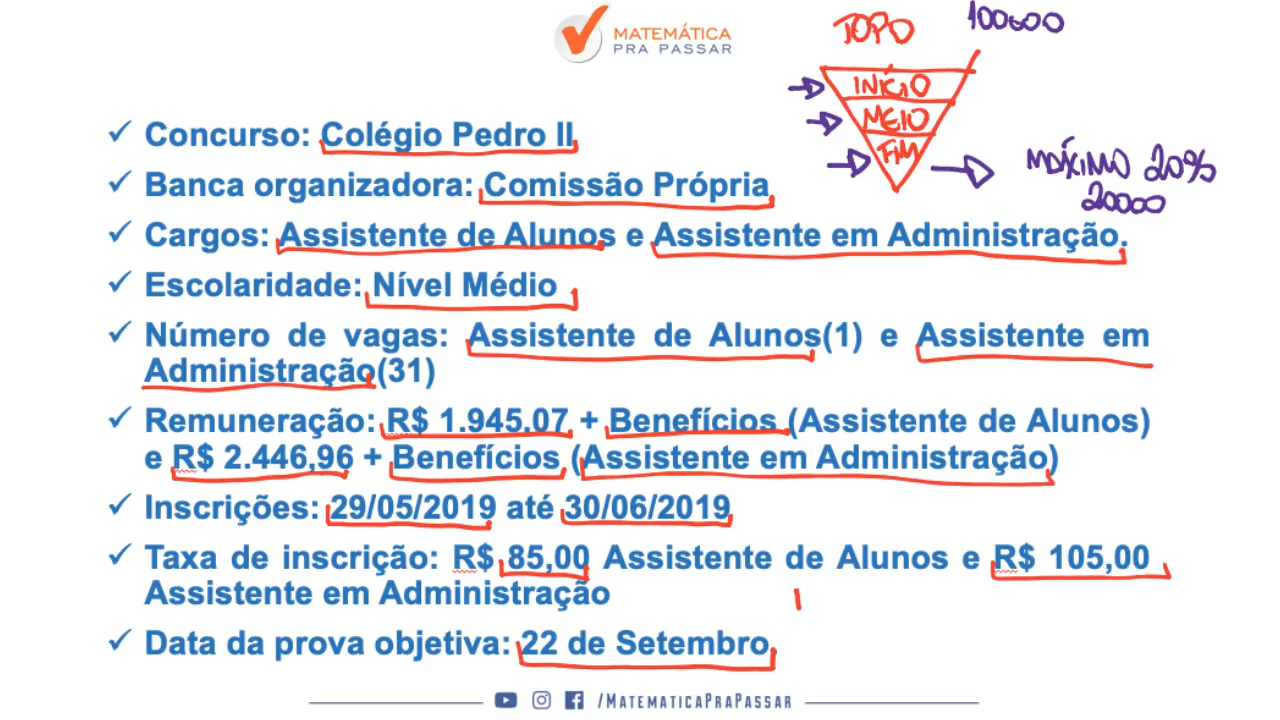 MATEMÁTICA
PRA PASSAR
TOPO
100000
INÍCIO
MEIO
FIM
MÁXIMO 20%
20000
✓ Concurso: Colégio Pedro II
✓ Banca organizadora: Comissão Própria
✓ Cargos: Assistente de Alunos e Assistente em Administração.
✓ Escolaridade: Nível Médio
✓ Número de vagas: Assistente de Alunos(1) e Assistente em
Administração(31)
✓ Remuneração: R$ 1.945,07 + Benefícios (Assistente de Alunos)
e R$ 2.446,96 + Benefícios (Assistente em Administração)
✓ Inscrições: 29/05/2019 até 30/06/2019
✓ Taxa de inscrição: R$ 85,00 Assistente de Alunos e R$ 105,00
Assistente em Administração
✓ Data da prova objetiva: 22 de Setembro
/MATEMATICAPRAPASSAR